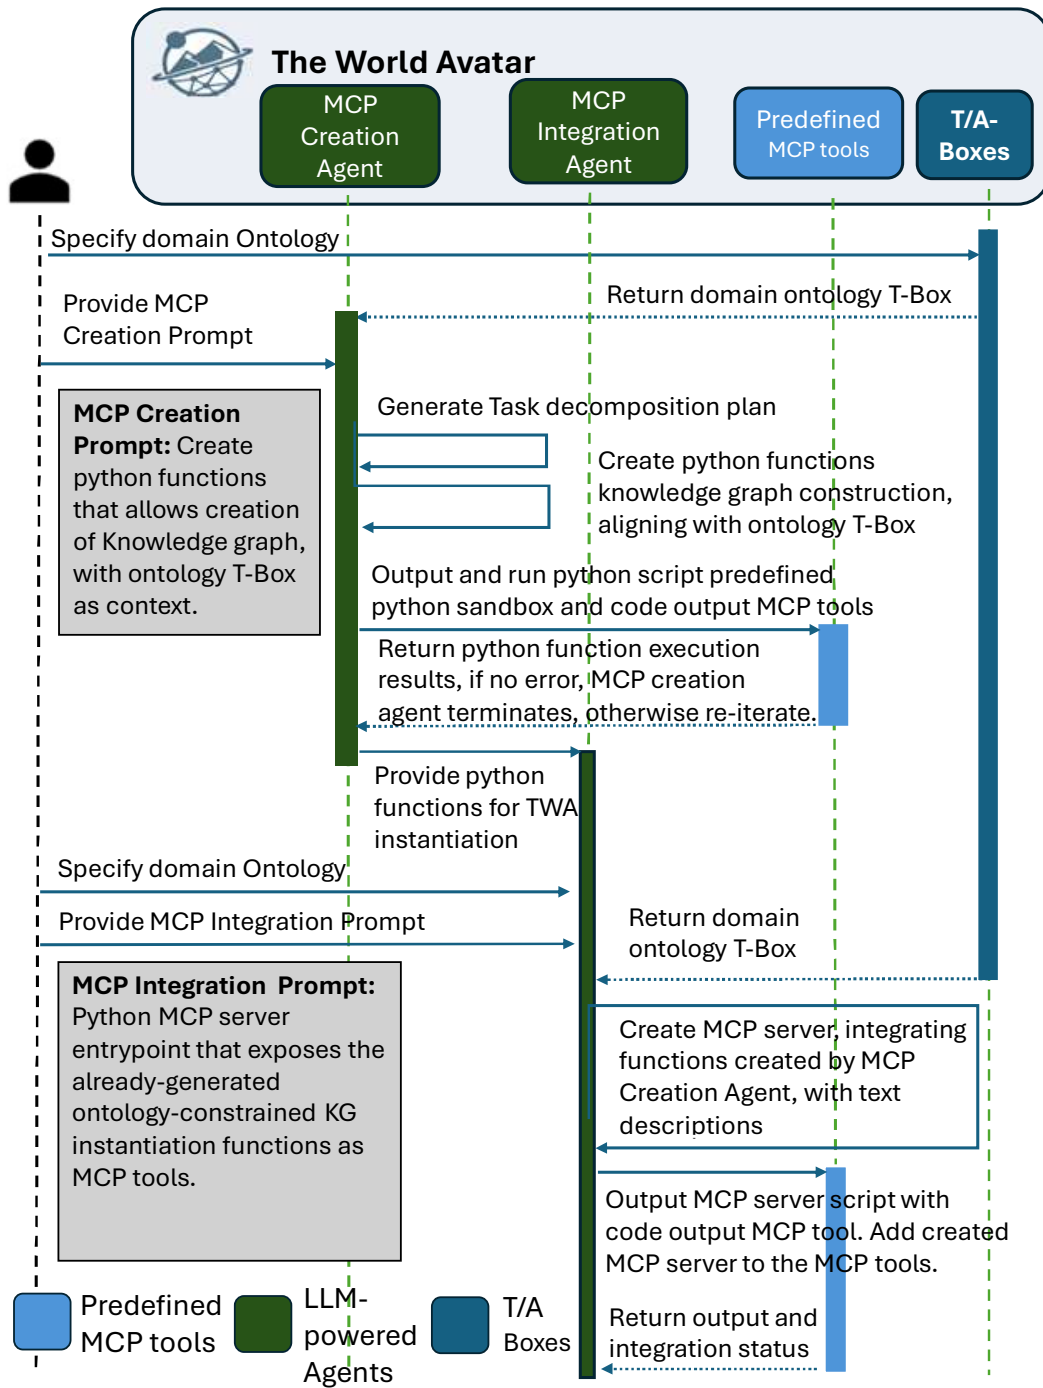 The World Avatar
MCP
Creation
Agent
MCP
Integration
Agent
Predefined
MCP tools
T/A-
Boxes
Specify domain Ontology
Return domain ontology T-Box
Provide MCP
Creation Prompt
MCP Creation
Prompt: Create
python functions
that allows creation
of Knowledge graph,
with ontology T-Box
as context.
Generate Task decomposition plan
Create python functions
knowledge graph construction,
aligning with ontology T-Box
Output and run python script predefined
python sandbox and code output MCP tools
Return python function execution
results, if no error, MCP creation
agent terminates, otherwise re-iterate.
Provide python
functions for TWA
instantiation
Specify domain Ontology
Provide MCP Integration Prompt
Return domain
ontology T-Box
MCP Integration Prompt:
Python MCP server
entrypoint that exposes the
already-generated
ontology-constrained KG
instantiation functions as
MCP tools.
Create MCP server, integrating
functions created by MCP
Creation Agent, with text
descriptions
Output MCP server script with
code output MCP tool. Add created
MCP server to the MCP tools.
Return output and
integration status
Predefined
MCP tools
LLM-
powered
Agents
T/A
Boxes